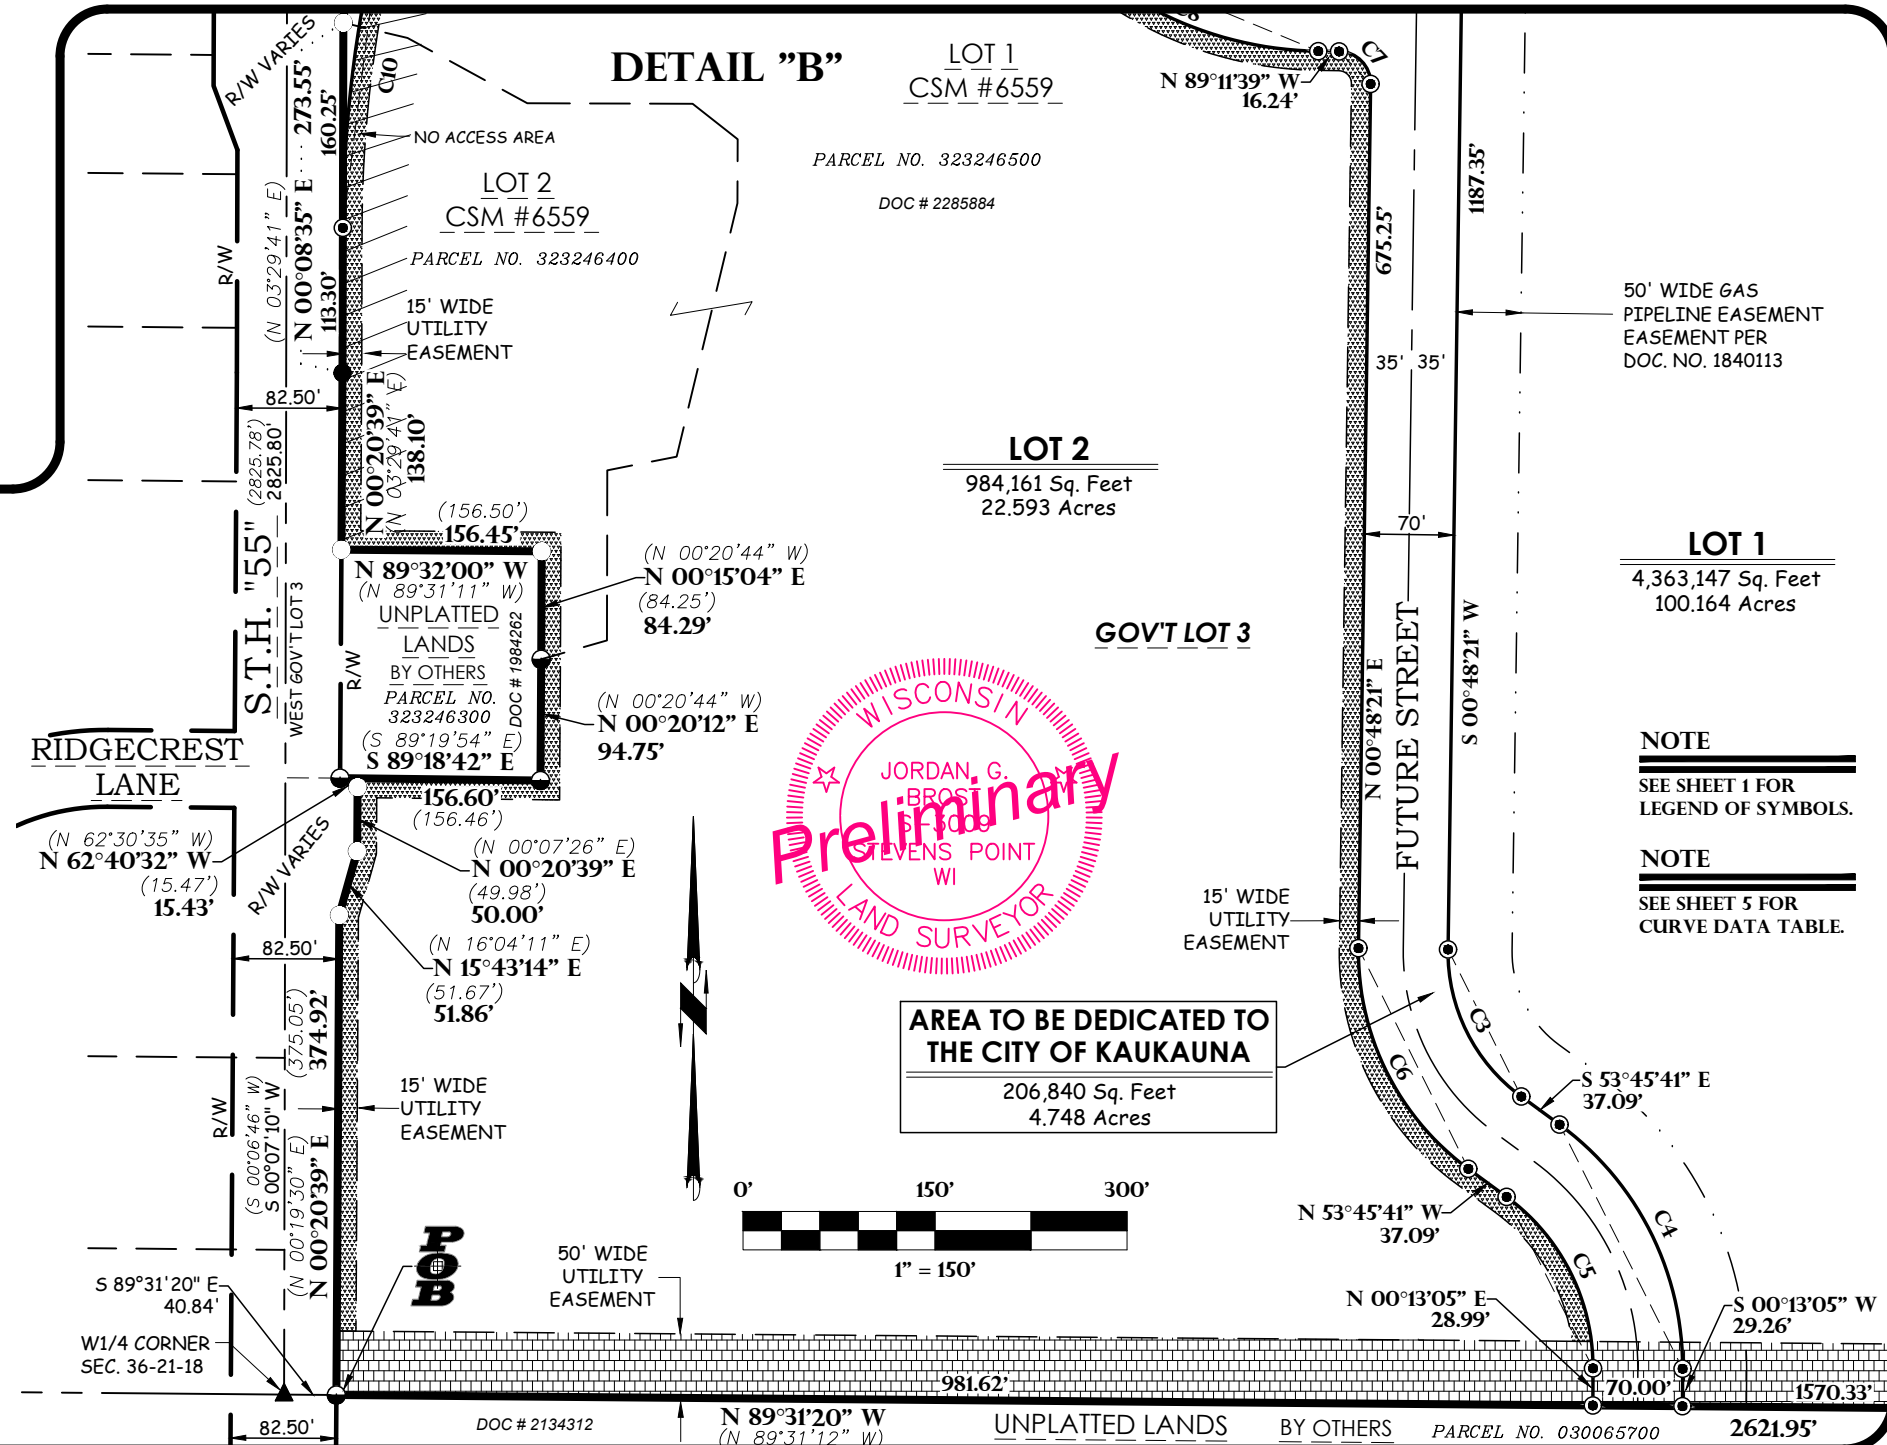 DETAIL "B"
LOT 1
CSM #6559
PARCEL NO. 323246500
DOC # 2285884
N 89°11'39" W
16.24'
C8
C7
C10
R/W VARIES
N 00°08'35" E 273.55'
(N 03°29'41" E)
160.25'
113.30'
NO ACCESS AREA
LOT 2
CSM #6559
PARCEL NO. 323246400
15' WIDE
UTILITY
EASEMENT
R/W
82.50'
N 00°20'39" E
(N 03°29'41" E)
138.10'
(2825.78')
2825.80'
S.T.H. "55"
WEST GOV'T LOT 3
(156.50')
156.45'
N 89°32'00" W
(N 89°31'11" W)
UNPLATTED
LANDS
BY OTHERS
PARCEL NO.
323246300
DOC # 1984262
R/W
(S 89°19'54" E)
S 89°18'42" E
156.60'
(156.46')
(N 00°20'44" W)
N 00°15'04" E
(84.25')
84.29'
(N 00°20'44" W)
N 00°20'12" E
94.75'
RIDGECREST
LANE
(N 62°30'35" W)
N 62°40'32" W
(15.47')
15.43'
R/W VARIES
(N 00°07'26" E)
N 00°20'39" E
(49.98')
50.00'
(N 16°04'11" E)
N 15°43'14" E
(51.67')
51.86'
82.50'
(375.05')
374.92'
R/W
(S 00°06'46" W)
S 00°07'10" W
(N 00°19'30" E)
N 00°20'39" E
15' WIDE
UTILITY
EASEMENT
S 89°31'20" E
40.84'
W1/4 CORNER
SEC. 36-21-18
82.50'
POB
50' WIDE
UTILITY
EASEMENT
0' 150' 300'
1" = 150'
LOT 2
984,161 Sq. Feet
22.593 Acres
GOV'T LOT 3
WISCONSIN
JORDAN G.
BROST
S-3009
STEVENS POINT
WI
LAND SURVEYOR
Preliminary
AREA TO BE DEDICATED TO
THE CITY OF KAUKAUNA
206,840 Sq. Feet
4.748 Acres
675.25'
1187.35'
35' 35'
70'
N 00°48'21" E
FUTURE STREET
S 00°48'21" W
50' WIDE GAS
PIPELINE EASEMENT
EASEMENT PER
DOC. NO. 1840113
LOT 1
4,363,147 Sq. Feet
100.164 Acres
NOTE
SEE SHEET 1 FOR
LEGEND OF SYMBOLS.
NOTE
SEE SHEET 5 FOR
CURVE DATA TABLE.
15' WIDE
UTILITY
EASEMENT
C3
C6
S 53°45'41" E
37.09'
N 53°45'41" W
37.09'
C4
C5
N 00°13'05" E
28.99'
S 00°13'05" W
29.26'
981.62'
70.00'
1570.33'
DOC # 2134312
N 89°31'20" W
(N 89°31'12" W)
UNPLATTED LANDS BY OTHERS PARCEL NO. 030065700
2621.95'